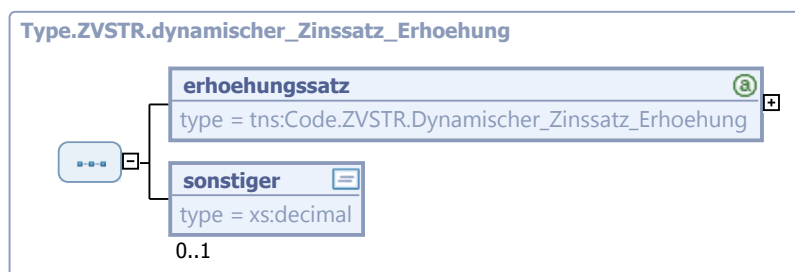 Type.ZVSTR.dynamischer_Zinssatz_Erhoehung
erhoehungssatz
a
type = tns:Code.ZVSTR.Dynamischer_Zinssatz_Erhoehung
sonstiger
type = xs:decimal
0..1